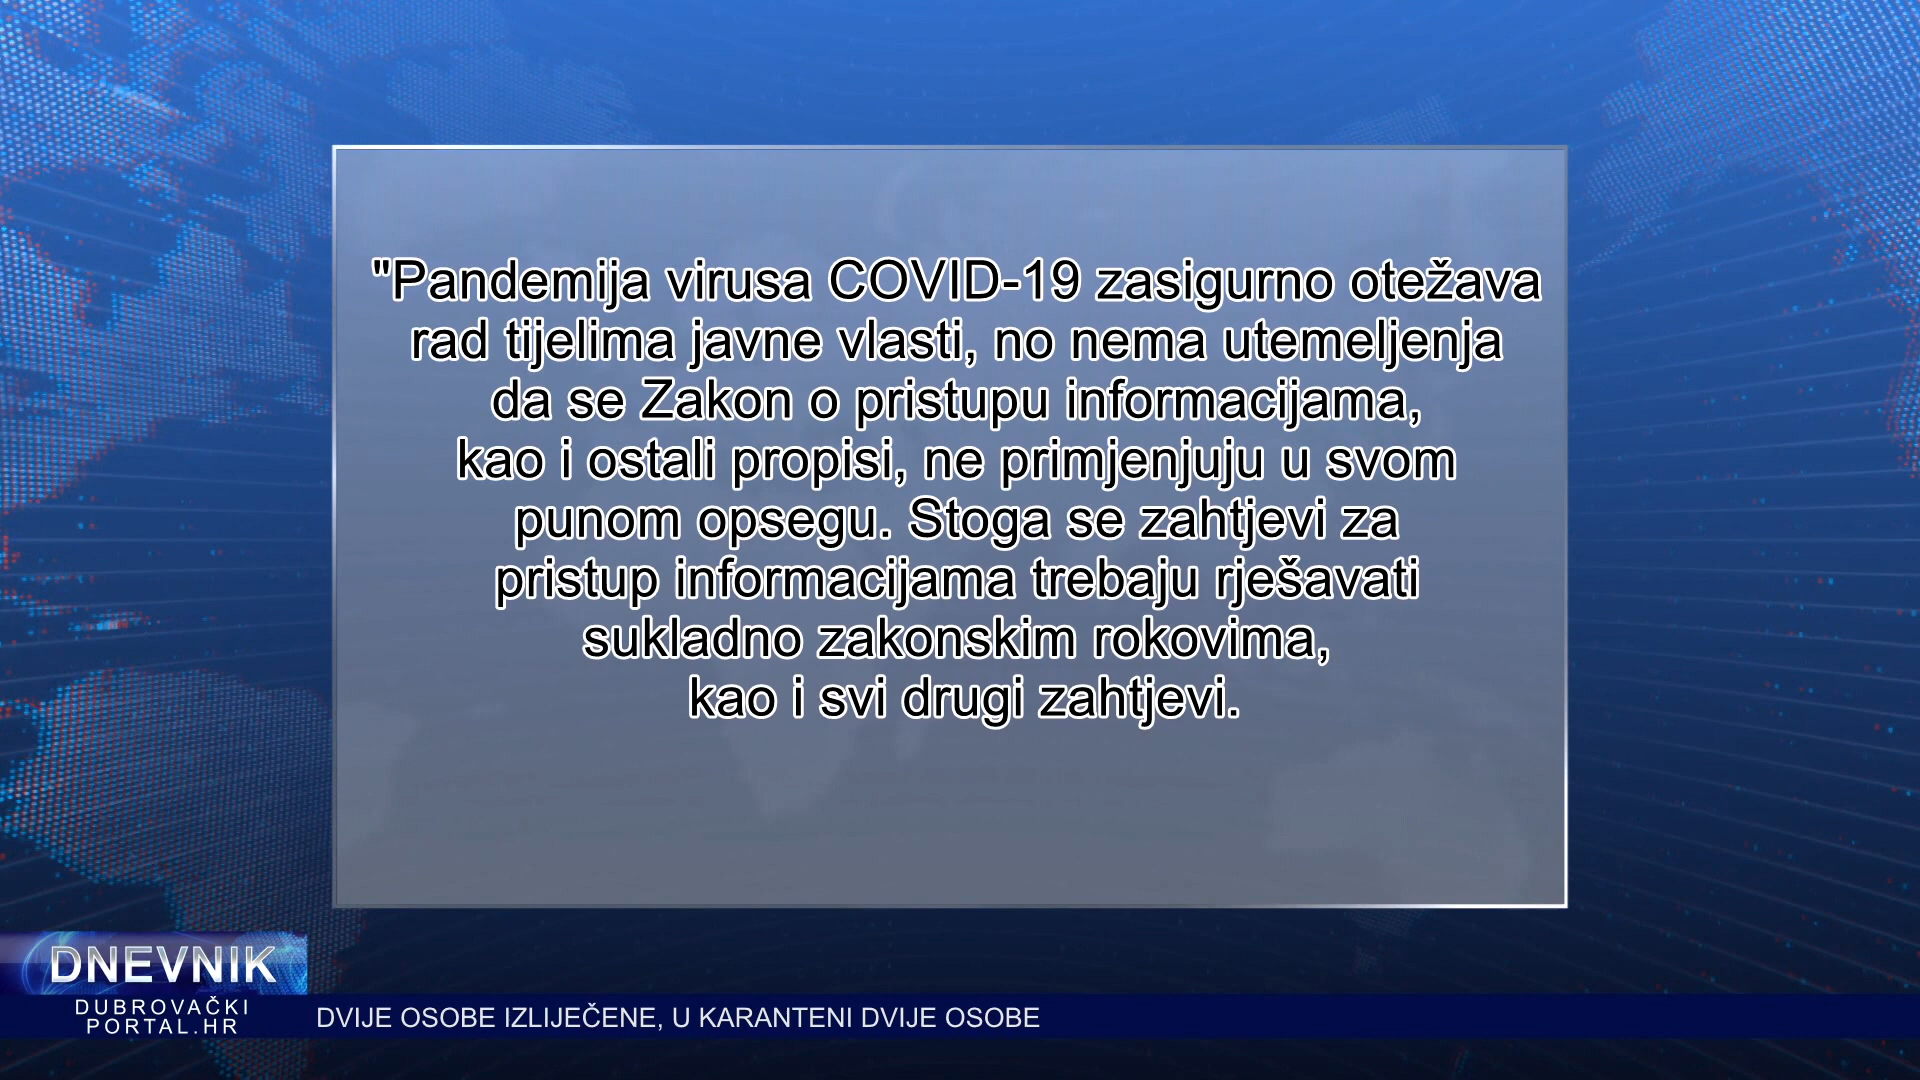 "Pandemija virusa COVID-19 zasigurno otežava
rad tijelima javne vlasti, no nema utemeljenja
da se Zakon o pristupu informacijama,
kao i ostali propisi, ne primjenjuju u svom
punom opsegu. Stoga se zahtjevi za
pristup informacijama trebaju rješavati
sukladno zakonskim rokovima,
kao i svi drugi zahtjevi.
DNEVNIK
DUBROVAČKI
PORTAL.HR
DVIJE OSOBE IZLIJEČENE, U KARANTENI DVIJE OSOBE